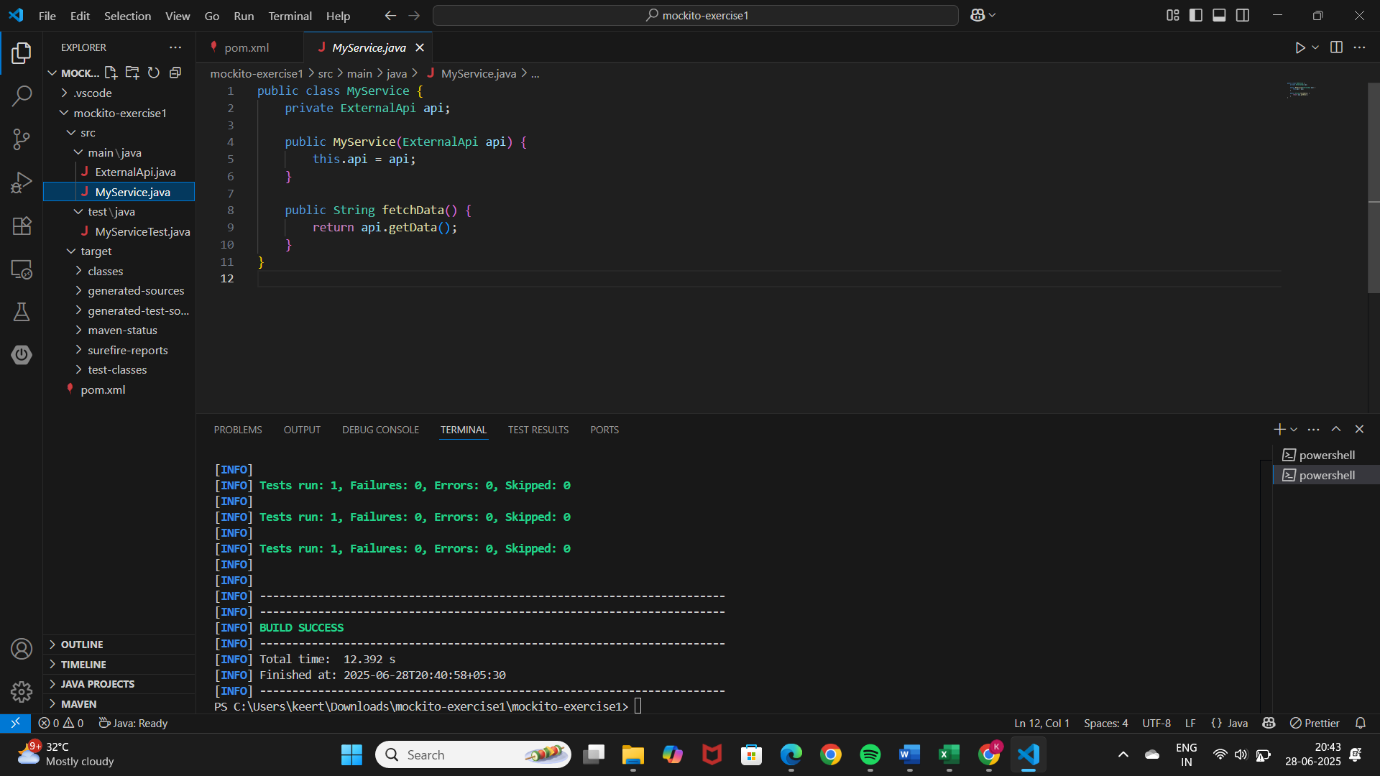 File Edit Selection View Go Run Terminal Help
mockito-exercise1
EXPLORER
MOCK...
.vscode
mockito-exercise1
src
main\java
ExternalApi.java
MyService.java
test\java
MyServiceTest.java
target
classes
generated-sources
generated-test-so...
maven-status
surefire-reports
test-classes
pom.xml
OUTLINE
TIMELINE
JAVA PROJECTS
MAVEN
pom.xml
MyService.java
mockito-exercise1 > src > main > java > MyService.java > ...
1 public class MyService {
2 private ExternalApi api;
3
4 public MyService(ExternalApi api) {
5 this.api = api;
6 }
7
8 public String fetchData() {
9 return api.getData();
10 }
11 }
12
PROBLEMS OUTPUT DEBUG CONSOLE TERMINAL TEST RESULTS PORTS
powershell
powershell
[INFO]
[INFO] Tests run: 1, Failures: 0, Errors: 0, Skipped: 0
[INFO]
[INFO] Tests run: 1, Failures: 0, Errors: 0, Skipped: 0
[INFO]
[INFO] Tests run: 1, Failures: 0, Errors: 0, Skipped: 0
[INFO]
[INFO]
[INFO] ------------------------------------------------------------------------
[INFO] ------------------------------------------------------------------------
[INFO] BUILD SUCCESS
[INFO] ------------------------------------------------------------------------
[INFO] Total time:  12.392 s
[INFO] Finished at: 2025-06-28T20:40:58+05:30
[INFO] ------------------------------------------------------------------------
PS C:\Users\keert\Downloads\mockito-exercise1\mockito-exercise1>
0 0 Java: Ready
Ln 12, Col 1 Spaces: 4 UTF-8 LF {} Java Prettier
9+
32°C
Mostly cloudy
Search
K
ENG
IN
20:43
28-06-2025